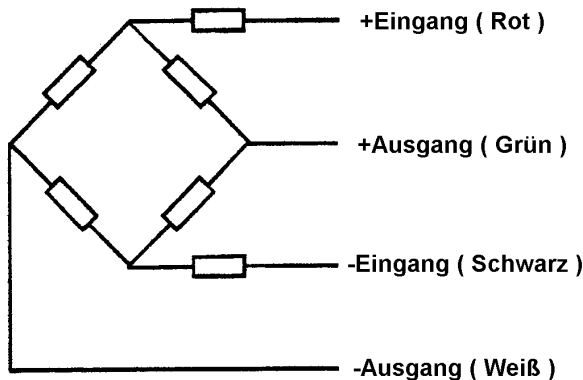 +Eingang ( Rot )
+Ausgang ( Grün )
-Eingang ( Schwarz )
-Ausgang ( Weiß )